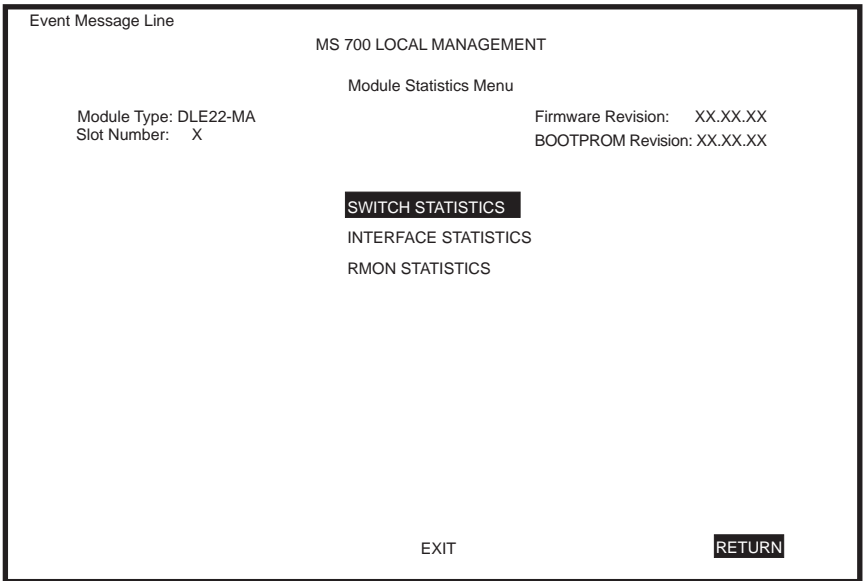 Event Message Line
MS 700 LOCAL MANAGEMENT
Module Statistics Menu
Module Type: DLE22-MA Firmware Revision: XX.XX.XX
Slot Number: X BOOTPROM Revision: XX.XX.XX
SWITCH STATISTICS
INTERFACE STATISTICS
RMON STATISTICS
EXIT RETURN